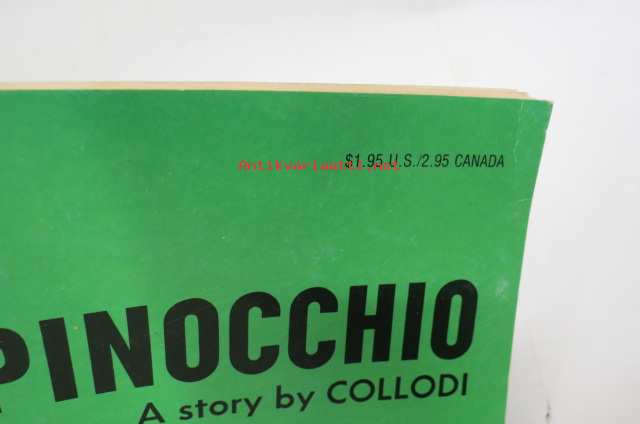 $1.95 U.S./2.95 CANADA
Antikvariaatti.net
PINOCCHIO
A story by COLLODI